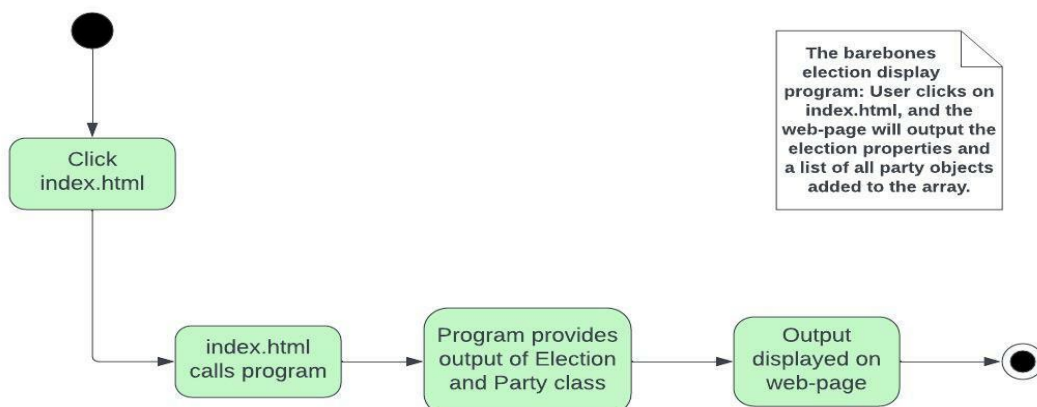 The barebones
election display
program: User clicks on
index.html, and the
web-page will output the
election properties and
a list of all party objects
added to the array.
Click
index.html
index.html
calls program
Program provides
output of Election
and Party class
Output
displayed on
web-page